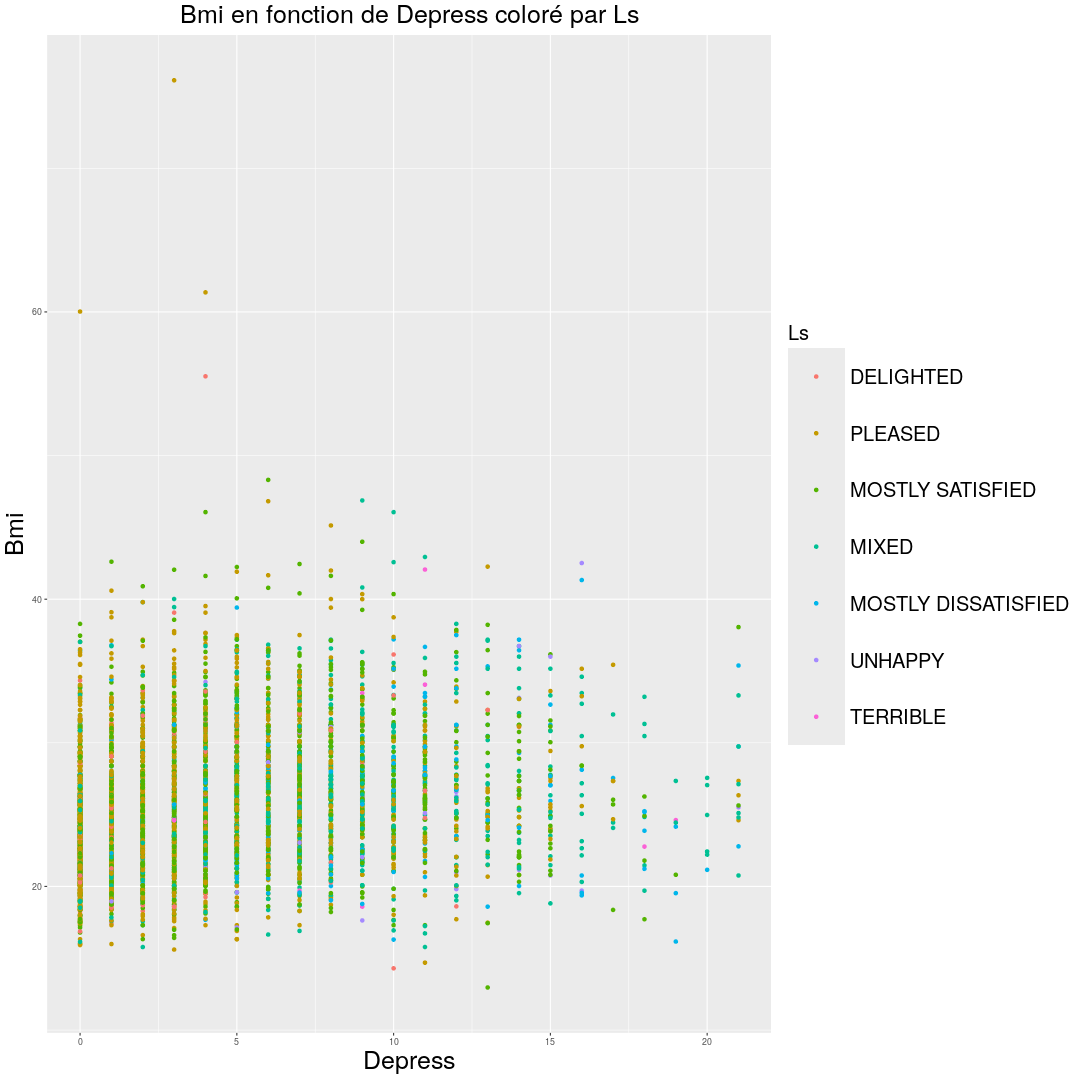 Bmi en fonction de Depress coloré par Ls
Bmi
60
40
20
0
5
10
15
20
Depress
Ls
DELIGHTED
PLEASED
MOSTLY SATISFIED
MIXED
MOSTLY DISSATISFIED
UNHAPPY
TERRIBLE